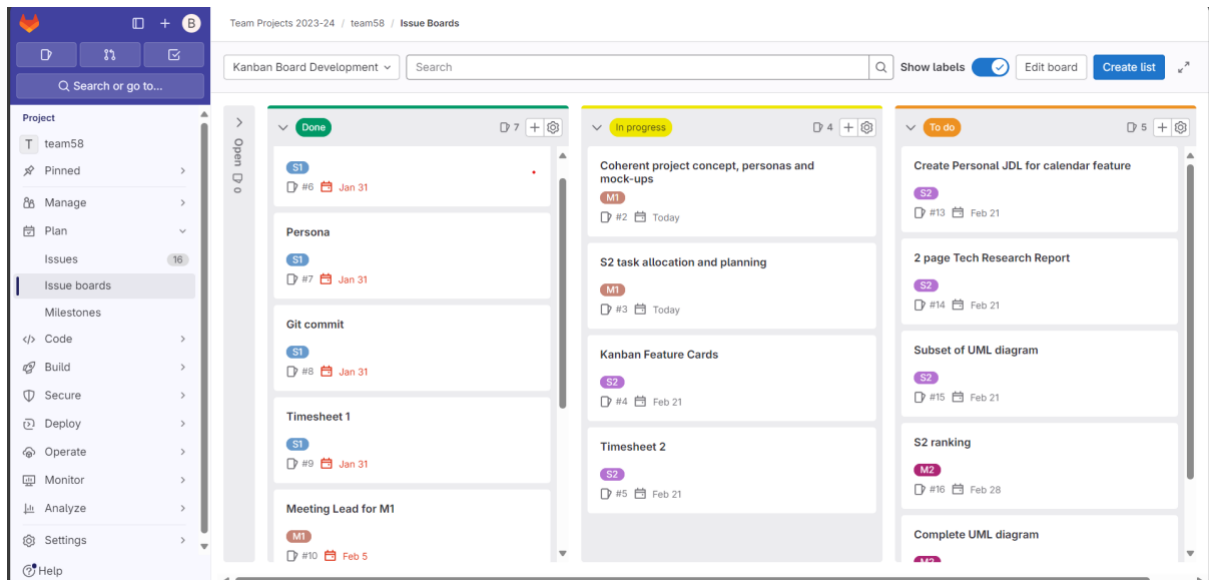 B
Search or go to...
Project
T team58
Pinned
Manage
Plan
Issues 16
Issue boards
Milestones
Code
Build
Secure
Deploy
Operate
Monitor
Analyze
Settings
Help
Team Projects 2023-24 / team58 / Issue Boards
Kanban Board Development
Search
Show labels
Edit board
Create list
Open 0
Done 7
S1
#6 Jan 31
Persona
S1
#7 Jan 31
Git commit
S1
#8 Jan 31
Timesheet 1
S1
#9 Jan 31
Meeting Lead for M1
M1
#10 Feb 5
In progress 4
Coherent project concept, personas and
mock-ups
M1
#2 Today
S2 task allocation and planning
M1
#3 Today
Kanban Feature Cards
S2
#4 Feb 21
Timesheet 2
S2
#5 Feb 21
To do 5
Create Personal JDL for calendar feature
S2
#13 Feb 21
2 page Tech Research Report
S2
#14 Feb 21
Subset of UML diagram
S2
#15 Feb 21
S2 ranking
M2
#16 Feb 28
Complete UML diagram
M2